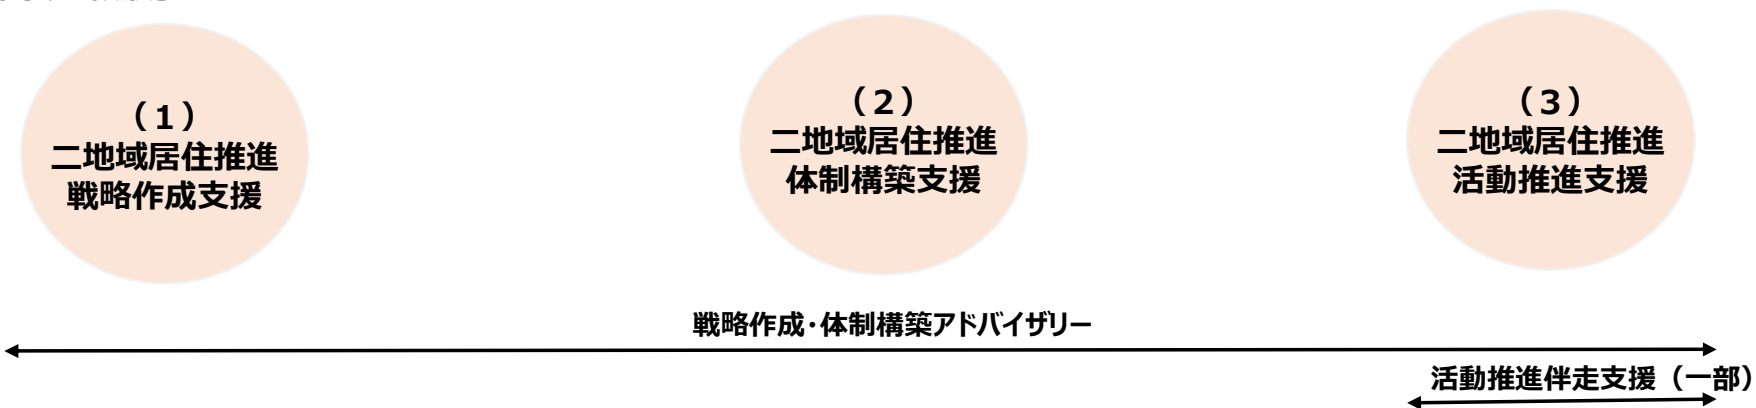 （1）
二地域居住推進
戦略作成支援
（2）
二地域居住推進
体制構築支援
（3）
二地域居住推進
活動推進支援
戦略作成・体制構築アドバイザリー
活動推進伴走支援（一部）